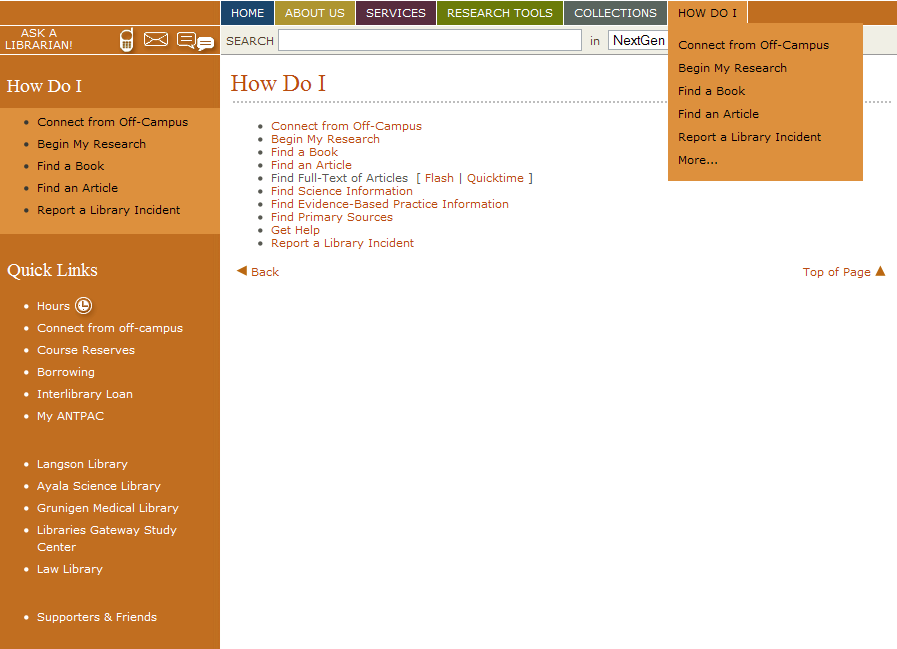 HOME
ABOUT US
SERVICES
RESEARCH TOOLS
COLLECTIONS
HOW DO I
ASK A
LIBRARIAN!
SEARCH
in
NextGen
Connect from Off-Campus
Begin My Research
Find a Book
Find an Article
Report a Library Incident
More...
How Do I
Connect from Off-Campus
Begin My Research
Find a Book
Find an Article
Report a Library Incident
Quick Links
Hours
Connect from off-campus
Course Reserves
Borrowing
Interlibrary Loan
My ANTPAC
Langson Library
Ayala Science Library
Grunigen Medical Library
Libraries Gateway Study
Center
Law Library
Supporters & Friends
How Do I
Connect from Off-Campus
Begin My Research
Find a Book
Find an Article
Find Full-Text of Articles [ Flash | Quicktime ]
Find Science Information
Find Evidence-Based Practice Information
Find Primary Sources
Get Help
Report a Library Incident
Back
Top of Page